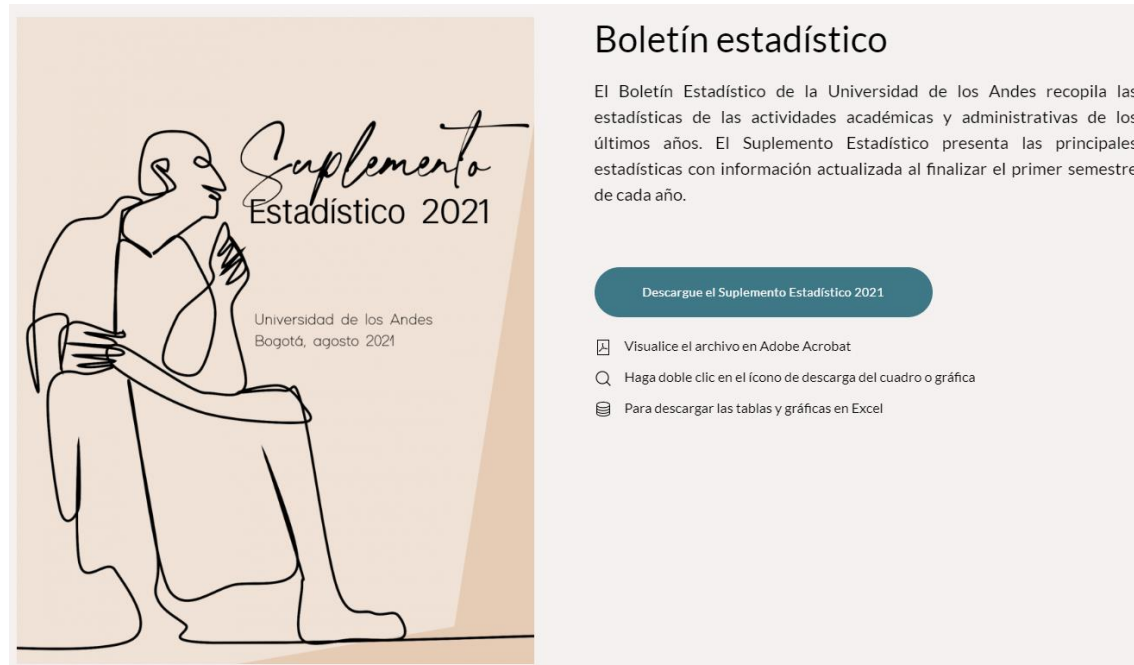 Suplemento
Estadístico 2021
Universidad de los Andes
Bogotá, agosto 2021
Boletín estadístico
El Boletín Estadístico de la Universidad de los Andes recopila las
estadísticas de las actividades académicas y administrativas de los
últimos años. El Suplemento Estadístico presenta las principales
estadísticas con información actualizada al finalizar el primer semestre
de cada año.
Descargue el Suplemento Estadístico 2021
Visualice el archivo en Adobe Acrobat
Haga doble clic en el ícono de descarga del cuadro o gráfica
Para descargar las tablas y gráficas en Excel